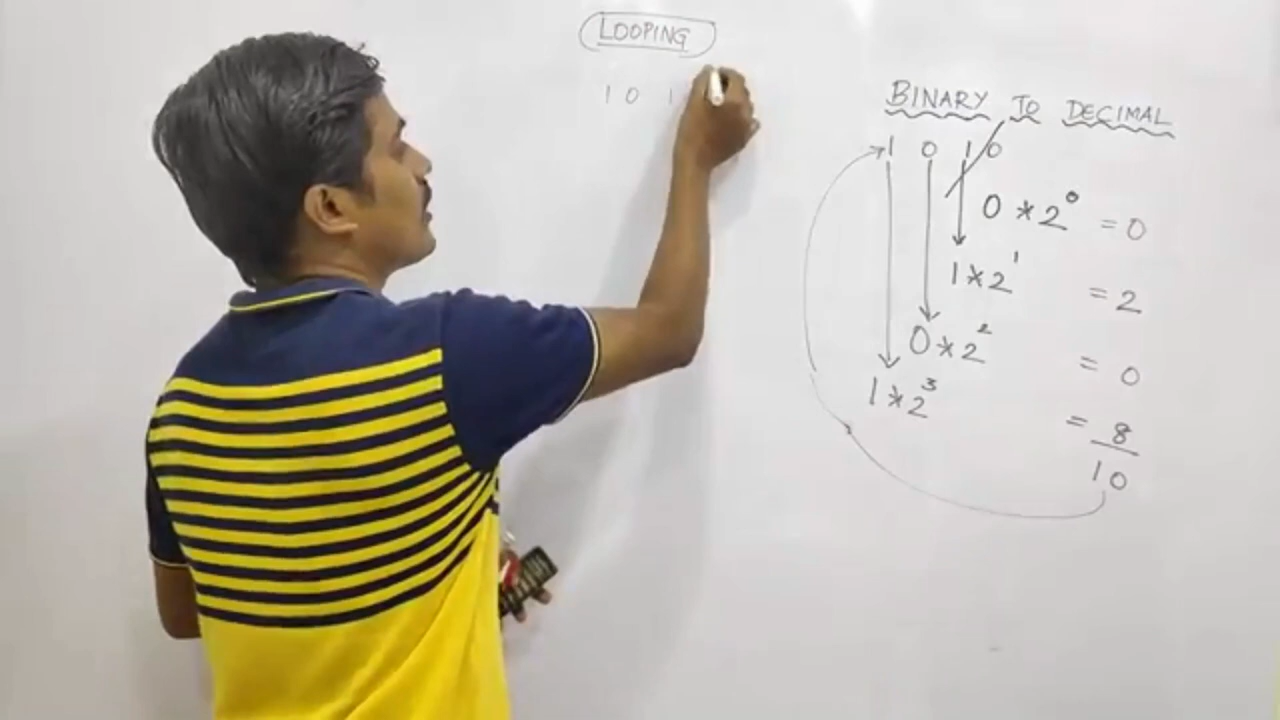 LOOPING
1 0 1
BINARY TO DECIMAL
1 0 1 0
0 * 2⁰ = 0
1 * 2¹ = 2
0 * 2² = 0
1 * 2³ = 8
10